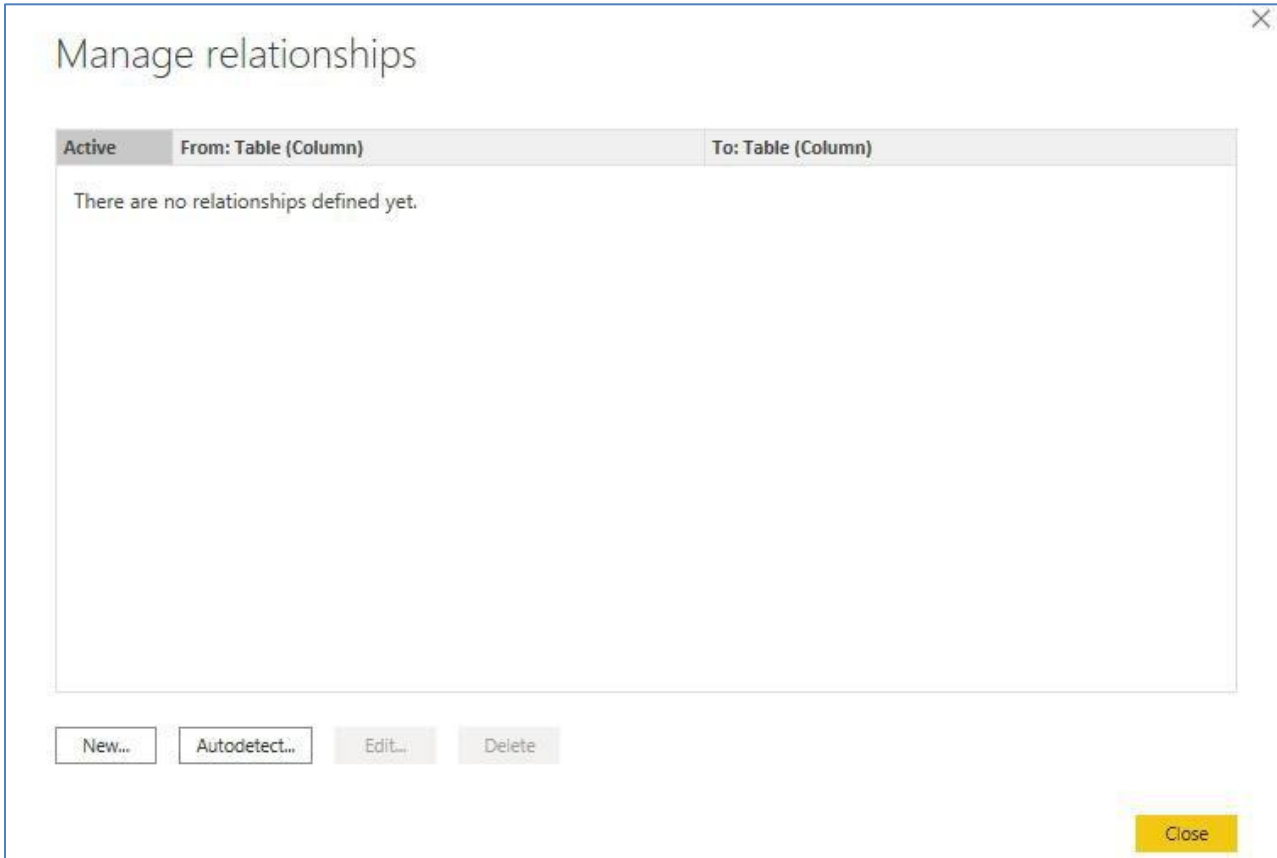 Manage relationships
Active From: Table (Column) To: Table (Column)
There are no relationships defined yet.
New... Autodetect... Edit... Delete
Close